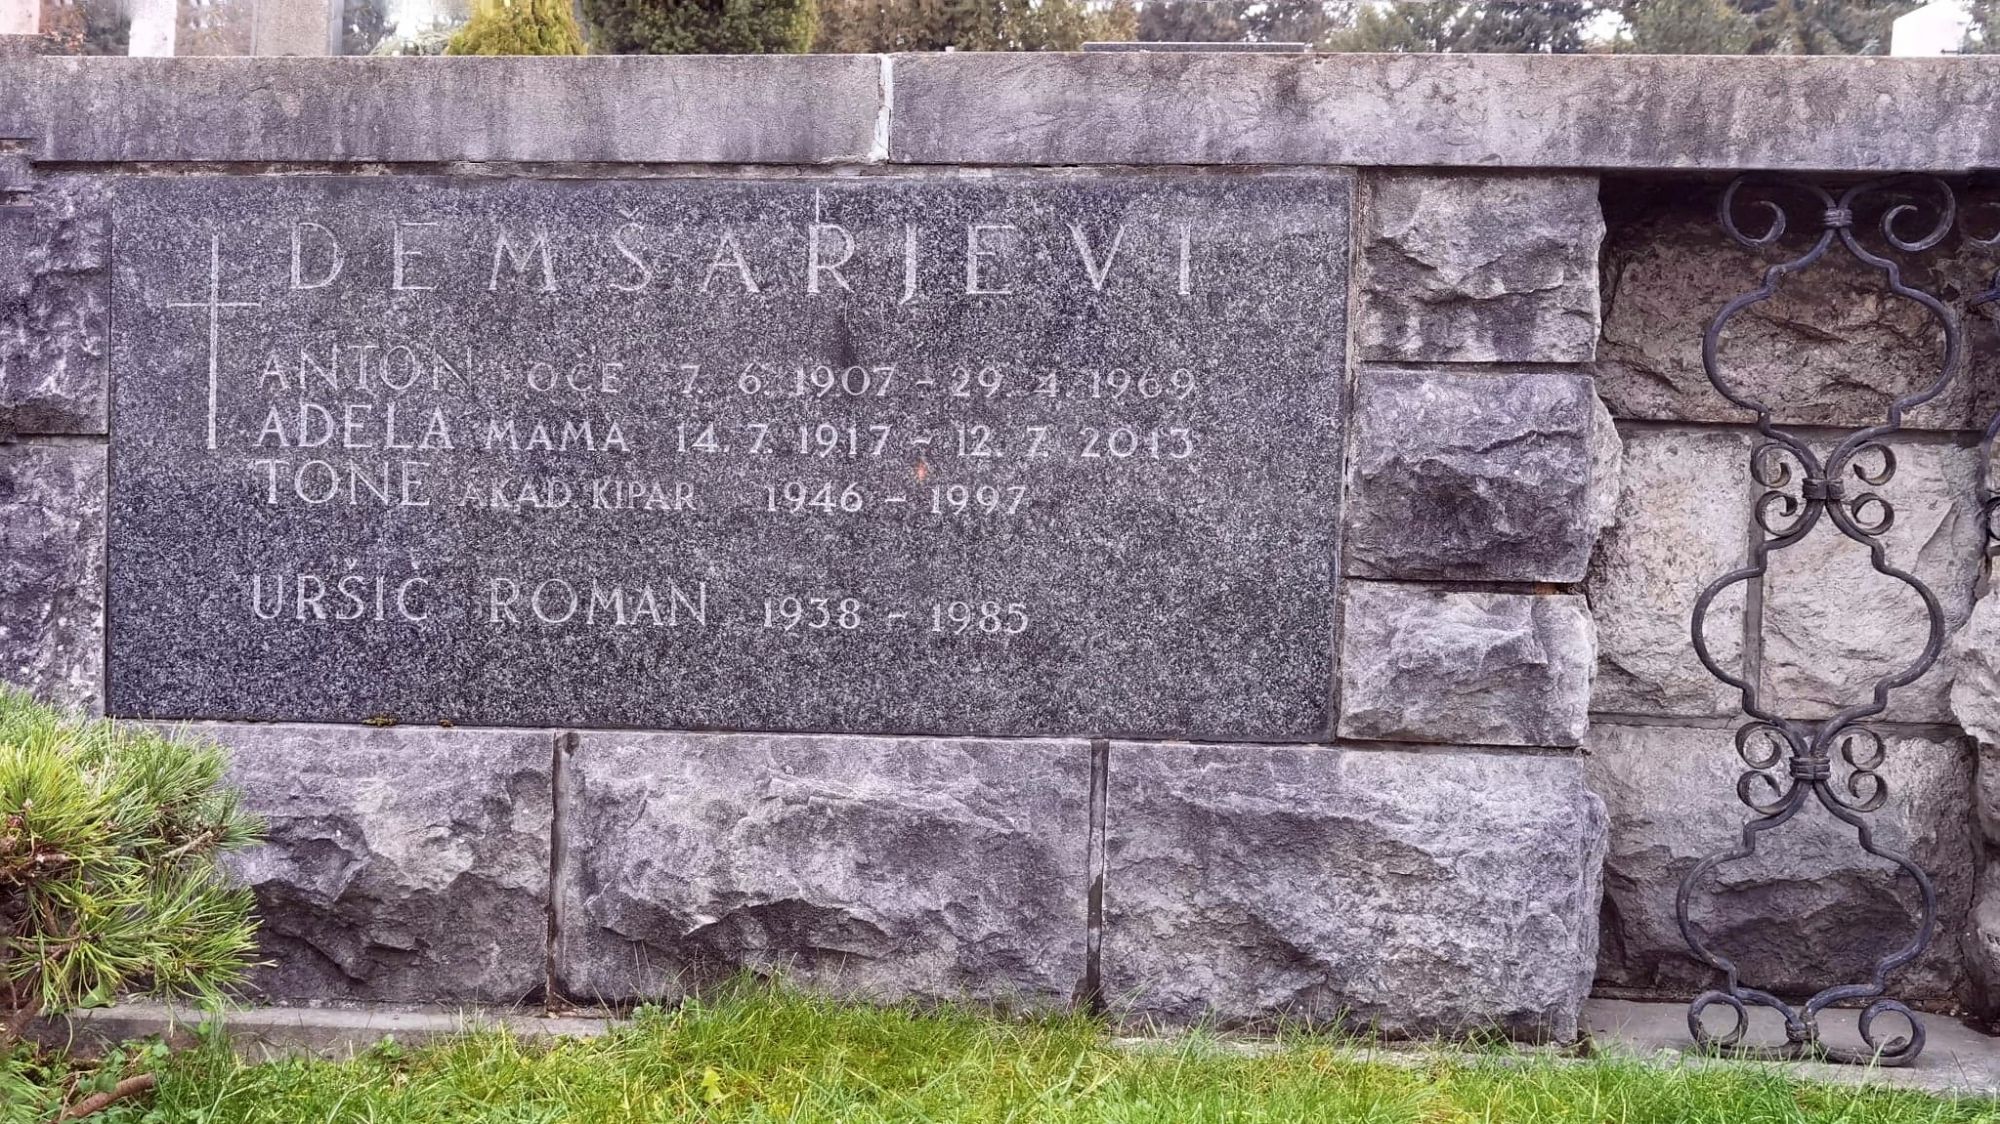 DEMŠARJEVI
ANTON OČE 7. 6. 1907 - 29. 4. 1969
ADELA MAMA 14. 7. 1917 - 12. 7. 2013
TONE AKAD. KIPAR 1946 - 1997
URŠIČ ROMAN 1938 - 1985